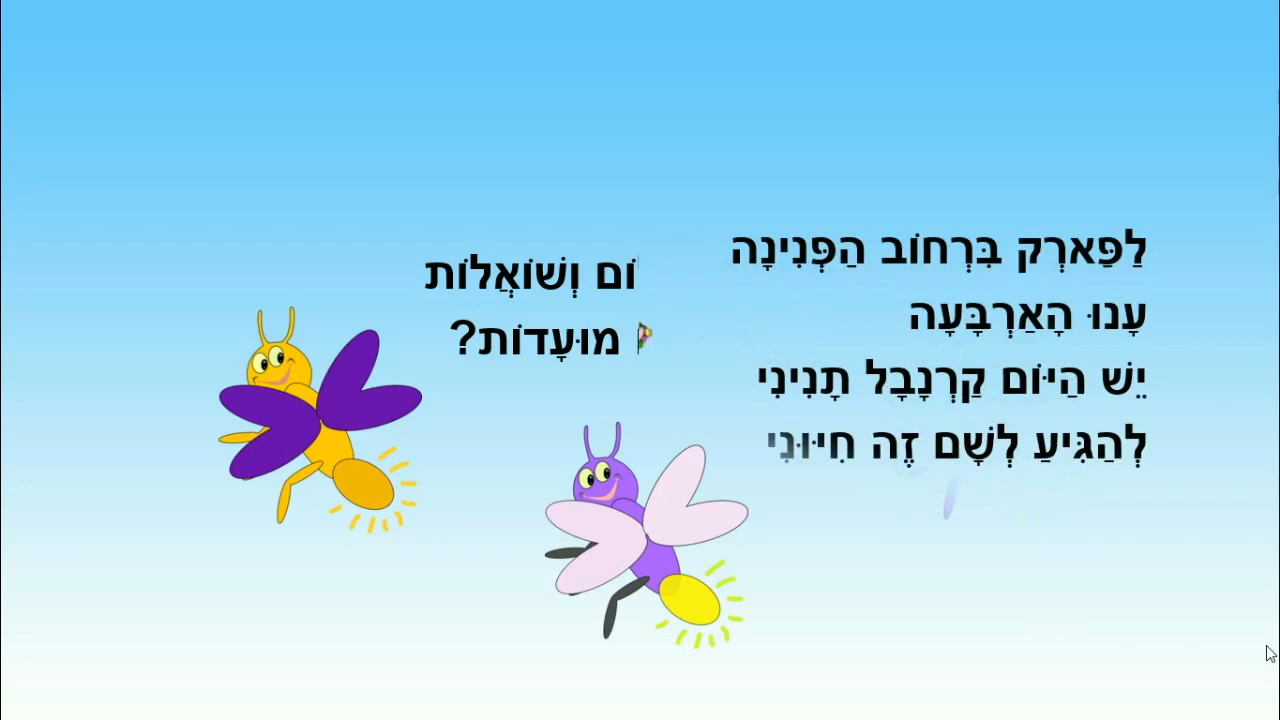 לַפַּארְק בִּרְחוֹב הַפְּנִינָה
עָנוּ הָאַרְבָּעָה
יֵשׁ הַיּוֹם קַרְנָבָל תָנִינִי
לְהַגִּיעַ לְשָׁם זֶה חִיּוּנִי
וְשׁוֹאֲלוֹת
מוּעָדוֹת?